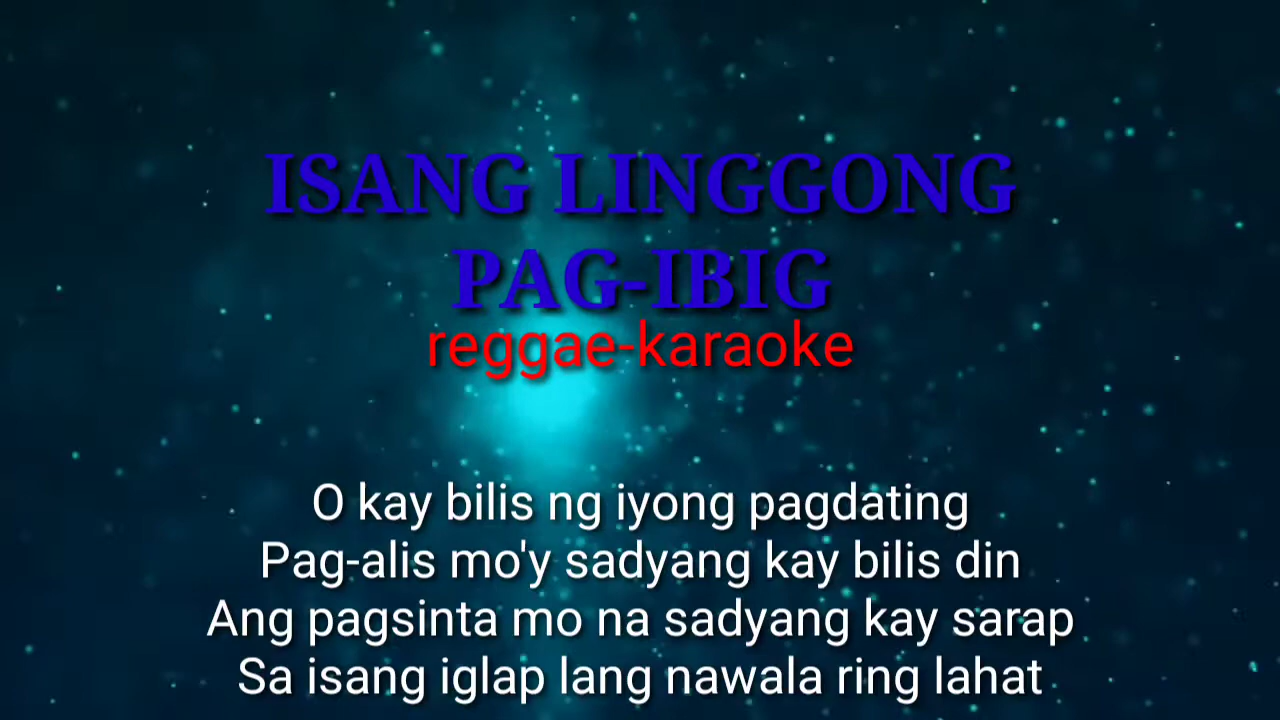 ISANG LINGGONG
PAG-IBIG
reggae-karaoke
O kay bilis ng iyong pagdating
Pag-alis mo'y sadyang kay bilis din
Ang pagsinta mo na sadyang kay sarap
Sa isang iglap lang nawala ring lahat